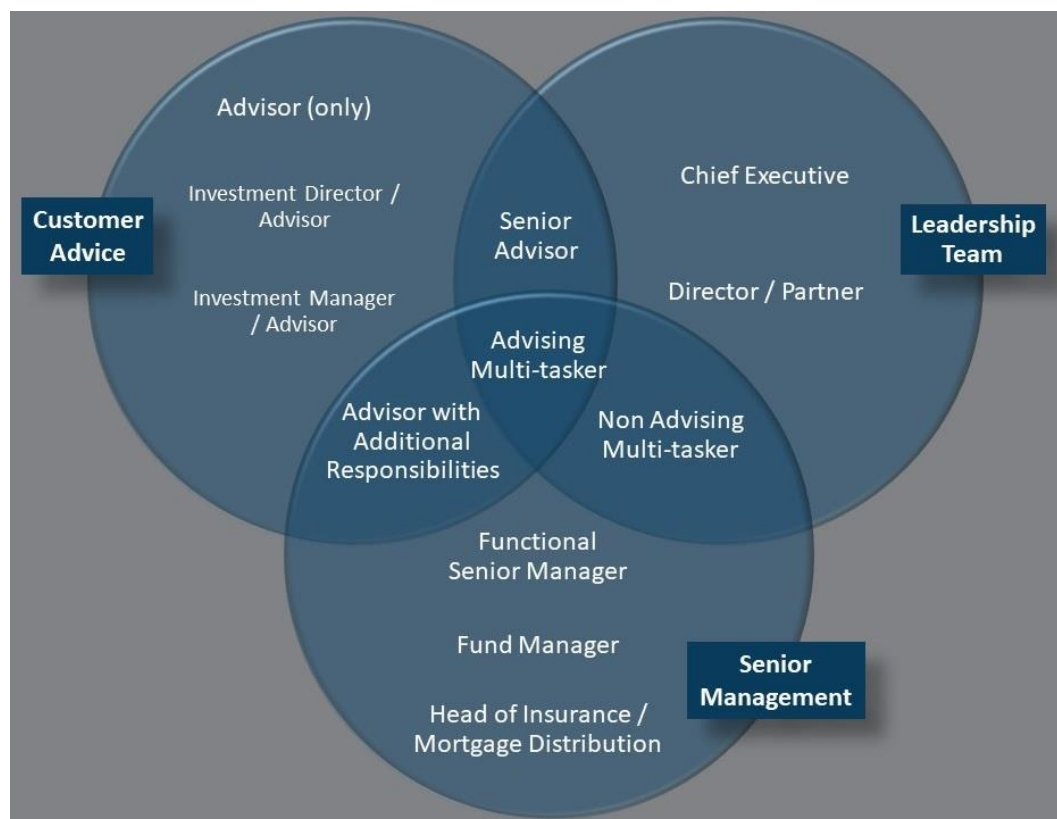 Advisor (only)
Investment Director /
Advisor
Investment Manager
/ Advisor
Customer
Advice
Senior
Advisor
Chief Executive
Director / Partner
Leadership
Team
Advising
Multi-tasker
Advisor with
Additional
Responsibilities
Non Advising
Multi-tasker
Functional
Senior Manager
Fund Manager
Head of Insurance /
Mortgage Distribution
Senior
Management